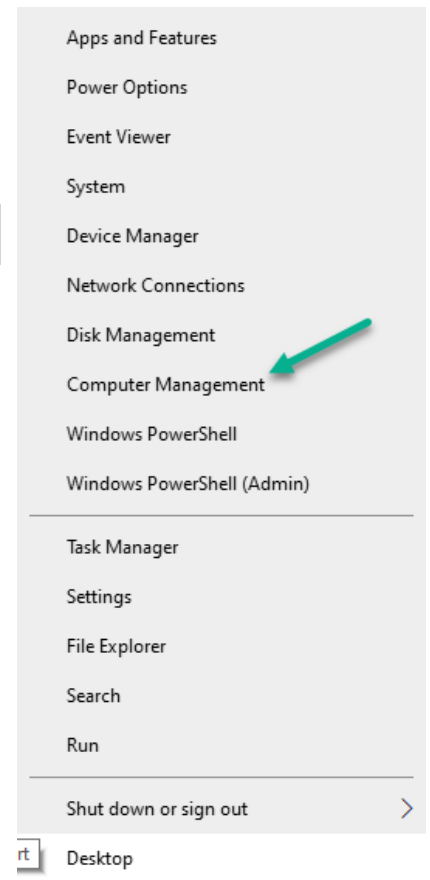 Apps and Features
Power Options
Event Viewer
System
Device Manager
Network Connections
Disk Management
Computer Management
Windows PowerShell
Windows PowerShell (Admin)
Task Manager
Settings
File Explorer
Search
Run
Shut down or sign out
rt Desktop